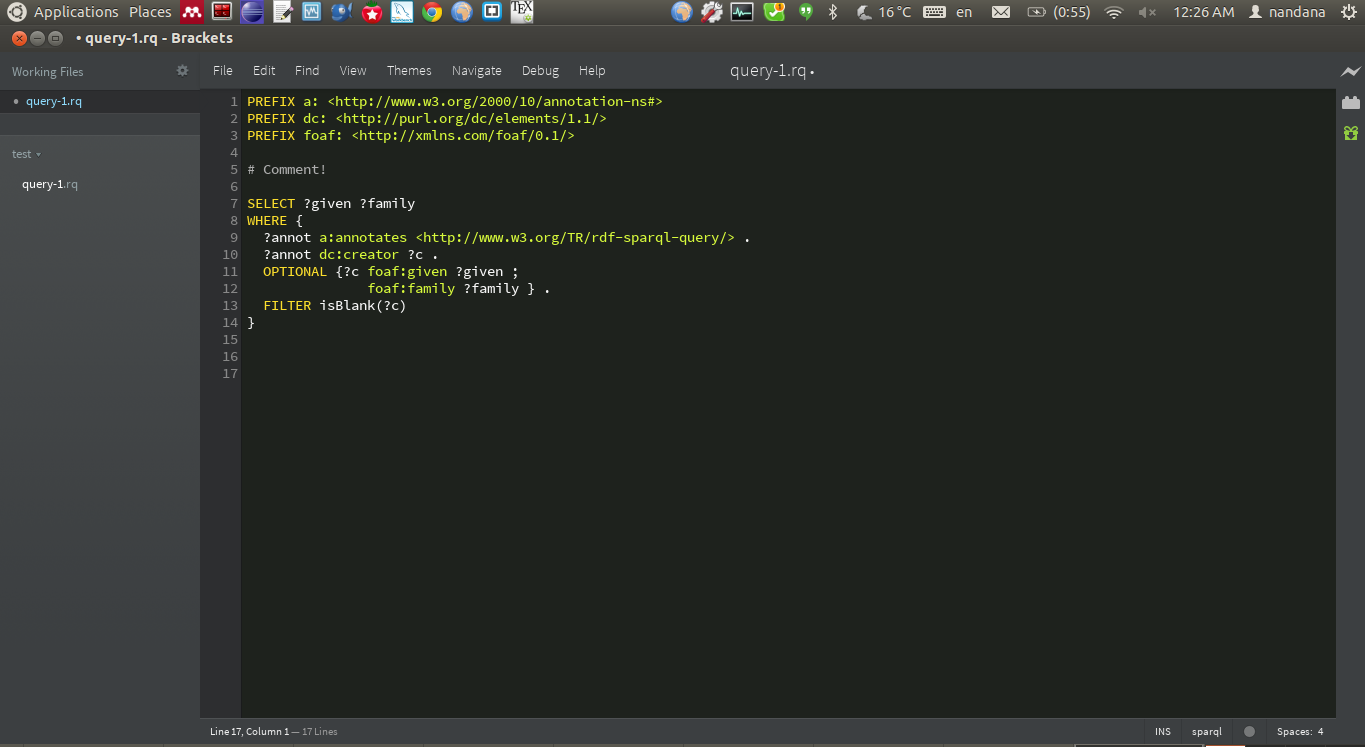 Applications Places TEX 16 °C en (0:55) 12:26 AM nandana
• query-1.rq - Brackets
Working Files
File Edit Find View Themes Navigate Debug Help
query-1.rq •
• query-1.rq
test
query-1.rq
1 PREFIX a: <http://www.w3.org/2000/10/annotation-ns#>
2 PREFIX dc: <http://purl.org/dc/elements/1.1/>
3 PREFIX foaf: <http://xmlns.com/foaf/0.1/>
4
5 # Comment!
6
7 SELECT ?given ?family
8 WHERE {
9   ?annot a:annotates <http://www.w3.org/TR/rdf-sparql-query/> .
10   ?annot dc:creator ?c .
11   OPTIONAL {?c foaf:given ?given ;
12                foaf:family ?family } .
13   FILTER isBlank(?c)
14 }
15
16
17
Line 17, Column 1 — 17 Lines
INS sparql Spaces: 4